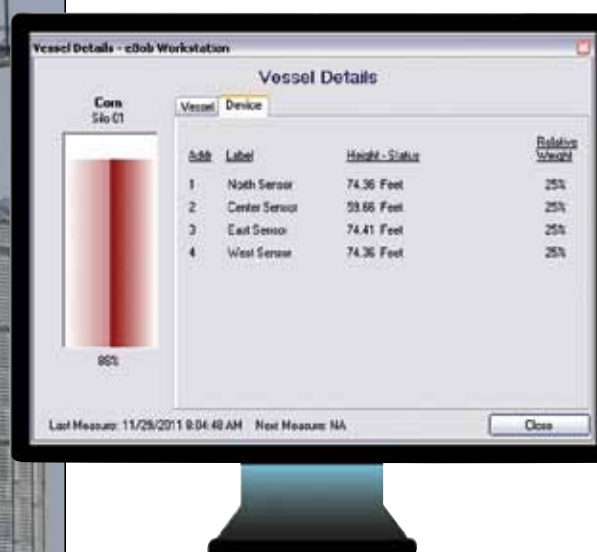 Vessel Details - eBob Workstation
Vessel Details
Corn
Silo 01
Vessel Device
Addr Label Height - Status Relative Weight
1 North Sensor 74.36 Feet 25%
2 Center Sensor 59.66 Feet 25%
3 East Sensor 74.41 Feet 25%
4 West Sensor 74.36 Feet 25%
86%
Last Measure: 11/29/2011 9:04:48 AM Next Measure: NA
Close